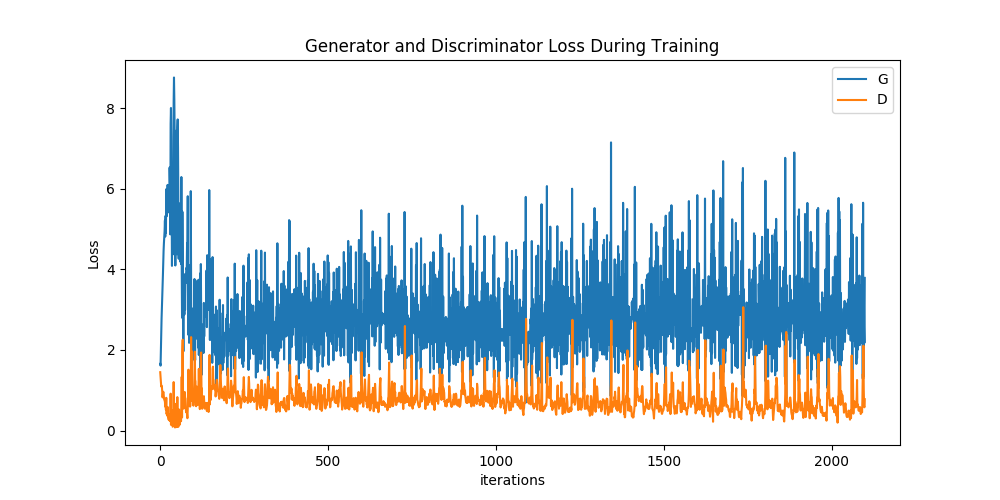 Generator and Discriminator Loss During Training
G
D
Loss
8
6
4
2
0
0 500 1000 1500 2000
iterations